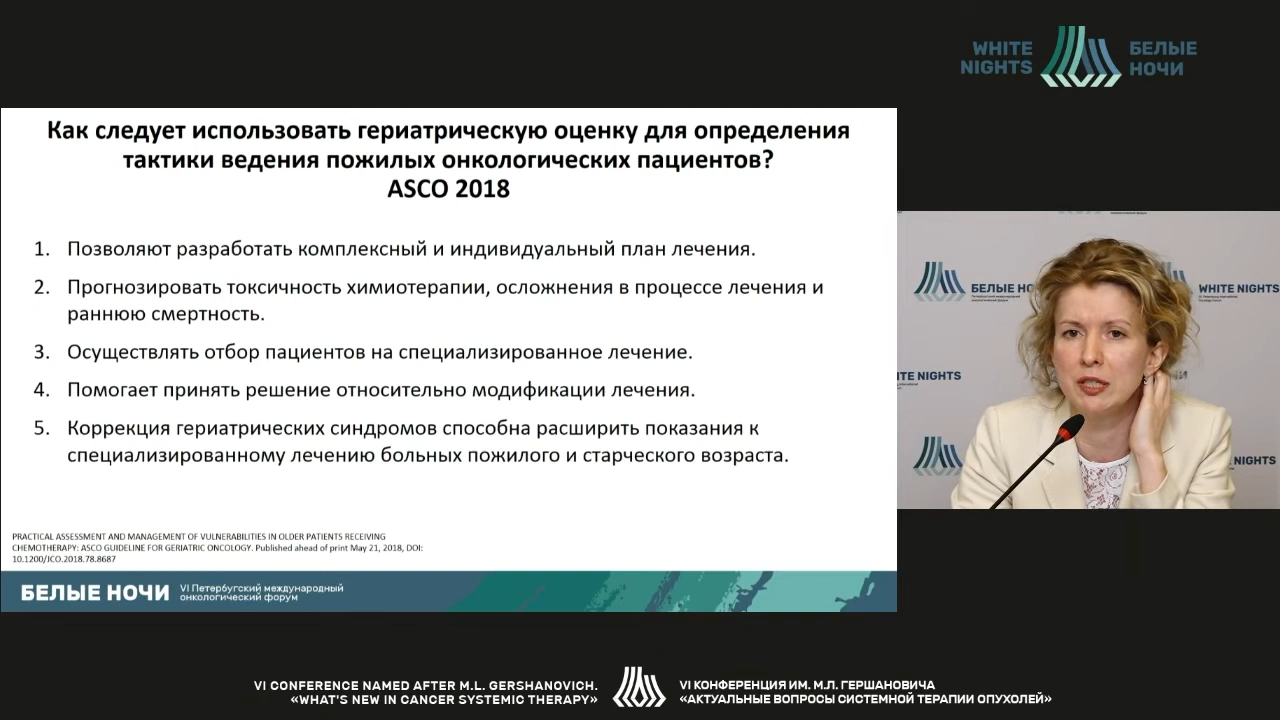 WHITE
NIGHTS
БЕЛЫЕ
НОЧИ
Как следует использовать гериатрическую оценку для определения
тактики ведения пожилых онкологических пациентов?
ASCO 2018
1. Позволяют разработать комплексный и индивидуальный план лечения.
2. Прогнозировать токсичность химиотерапии, осложнения в процессе лечения и
раннюю смертность.
3. Осуществлять отбор пациентов на специализированное лечение.
4. Помогает принять решение относительно модификации лечения.
5. Коррекция гериатрических синдромов способна расширить показания к
специализированному лечению больных пожилого и старческого возраста.
PRACTICAL ASSESSMENT AND MANAGEMENT OF VULNERABILITIES IN OLDER PATIENTS RECEIVING
CHEMOTHERAPY: ASCO GUIDELINE FOR GERIATRIC ONCOLOGY. Published ahead of print May 21, 2018, DOI:
10.1200/JCO.2018.78.8687
БЕЛЫЕ НОЧИ
VI Петербугский международный
онкологический форум
БЕЛЫЕ НО
WHITE NIGHTS
ITE NIGHTS
NIGHTS
VI CONFERENCE NAMED AFTER M.L. GERSHANOVICH.
«WHAT'S NEW IN CANCER SYSTEMIC THERAPY»
VI КОНФЕРЕНЦИЯ ИМ. М.Л. ГЕРШАНОВИЧА
«АКТУАЛЬНЫЕ ВОПРОСЫ СИСТЕМНОЙ ТЕРАПИИ ОПУХОЛЕЙ»